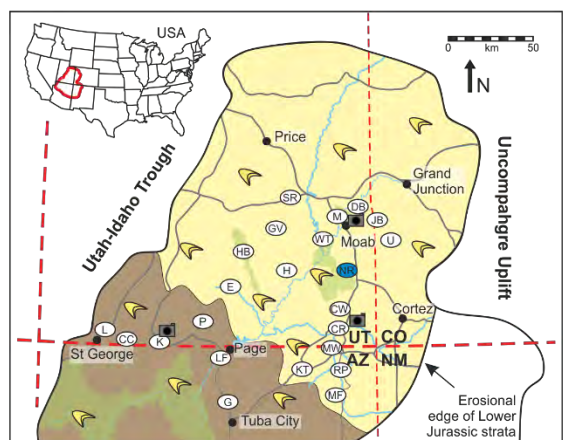 USA
0 50
km
N
Utah-Idaho Trough
Uncompahgre Uplift
Price
Grand
Junction
SR
DB
M
JB
GV
Moab
WT
U
HB
H
NR
E
CW
Cortez
P
CR
UT CO
L
CC
K
St George
Page
MW
AZ NM
LF
KT
RP
MF
G
Tuba City
Erosional
edge of Lower
Jurassic strata